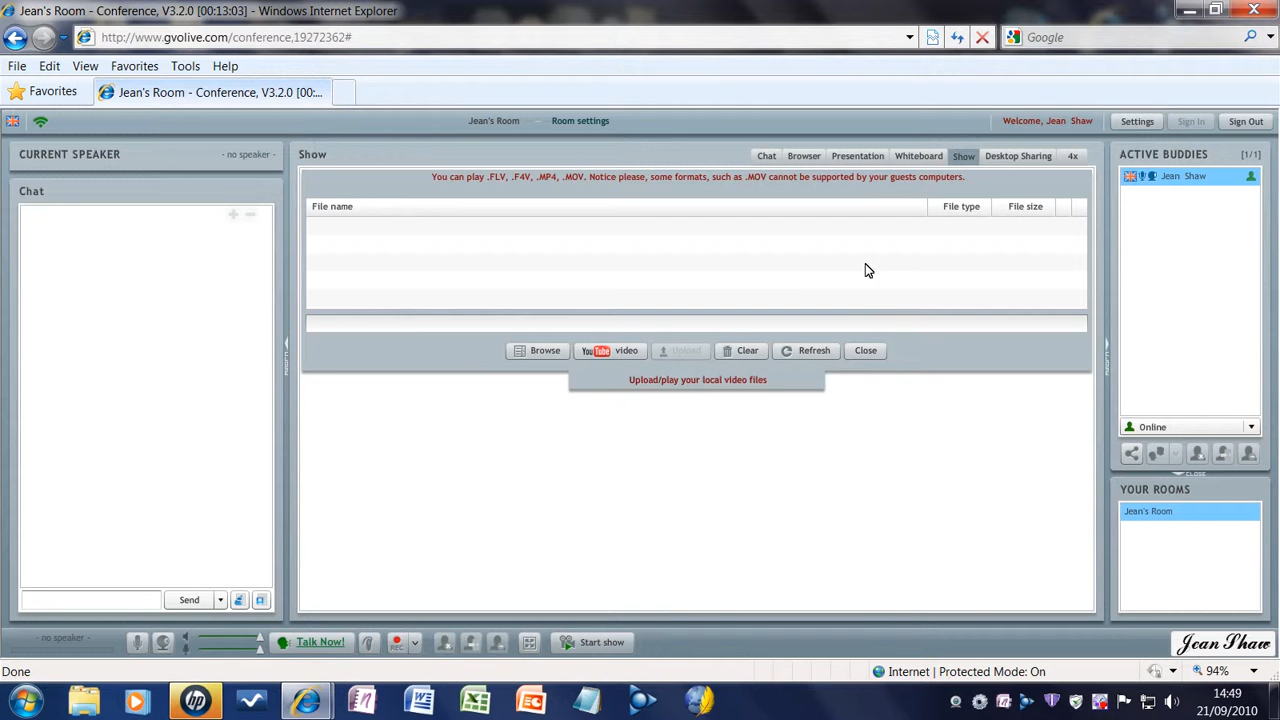 Jean's Room - Conference, V3.2.0 [00:13:03] - Windows Internet Explorer
http://www.gvolive.com/conference,19272362#
Google
File Edit View Favorites Tools Help
Favorites
Jean's Room - Conference, V3.2.0 [00:...
Jean's Room
Room settings
Welcome, Jean Shaw
Settings
Sign In
Sign Out
CURRENT SPEAKER
- no speaker -
Show
Chat
Browser
Presentation
Whiteboard
Show
Desktop Sharing
4x
ACTIVE BUDDIES
[1/1]
You can play .FLV, .F4V, .MP4, .MOV. Notice please, some formats, such as .MOV cannot be supported by your guests computers.
Jean Shaw
Chat
File name
File type
File size
Browse
YouTube video
Upload
Clear
Refresh
Close
Upload/play your local video files
Online
CLOSE
YOUR ROOMS
Jean's Room
Send
- no speaker -
REC
Talk Now!
Start show
Jean Shaw
Done
Internet | Protected Mode: On
94%
14:49
21/09/2010